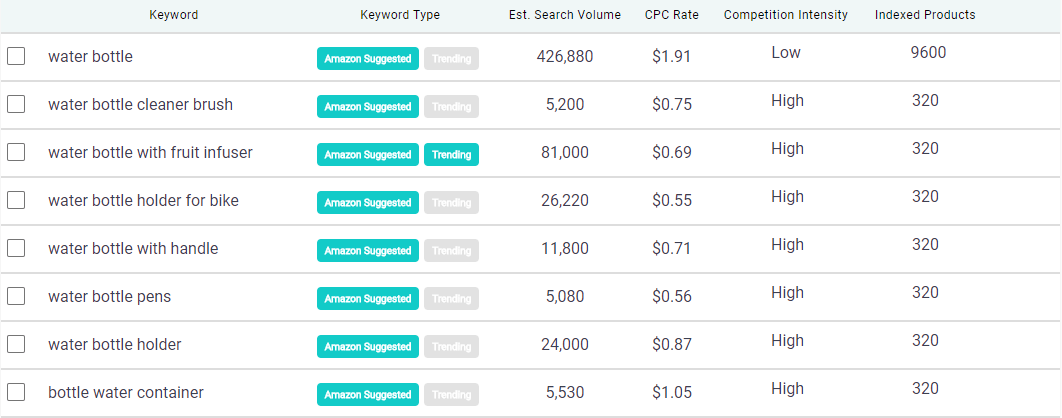 Keyword Keyword Type Est. Search Volume CPC Rate Competition Intensity Indexed Products
water bottle Amazon Suggested Trending 426,880 $1.91 Low 9600
water bottle cleaner brush Amazon Suggested Trending 5,200 $0.75 High 320
water bottle with fruit infuser Amazon Suggested Trending 81,000 $0.69 High 320
water bottle holder for bike Amazon Suggested Trending 26,220 $0.55 High 320
water bottle with handle Amazon Suggested Trending 11,800 $0.71 High 320
water bottle pens Amazon Suggested Trending 5,080 $0.56 High 320
water bottle holder Amazon Suggested Trending 24,000 $0.87 High 320
bottle water container Amazon Suggested Trending 5,530 $1.05 High 320